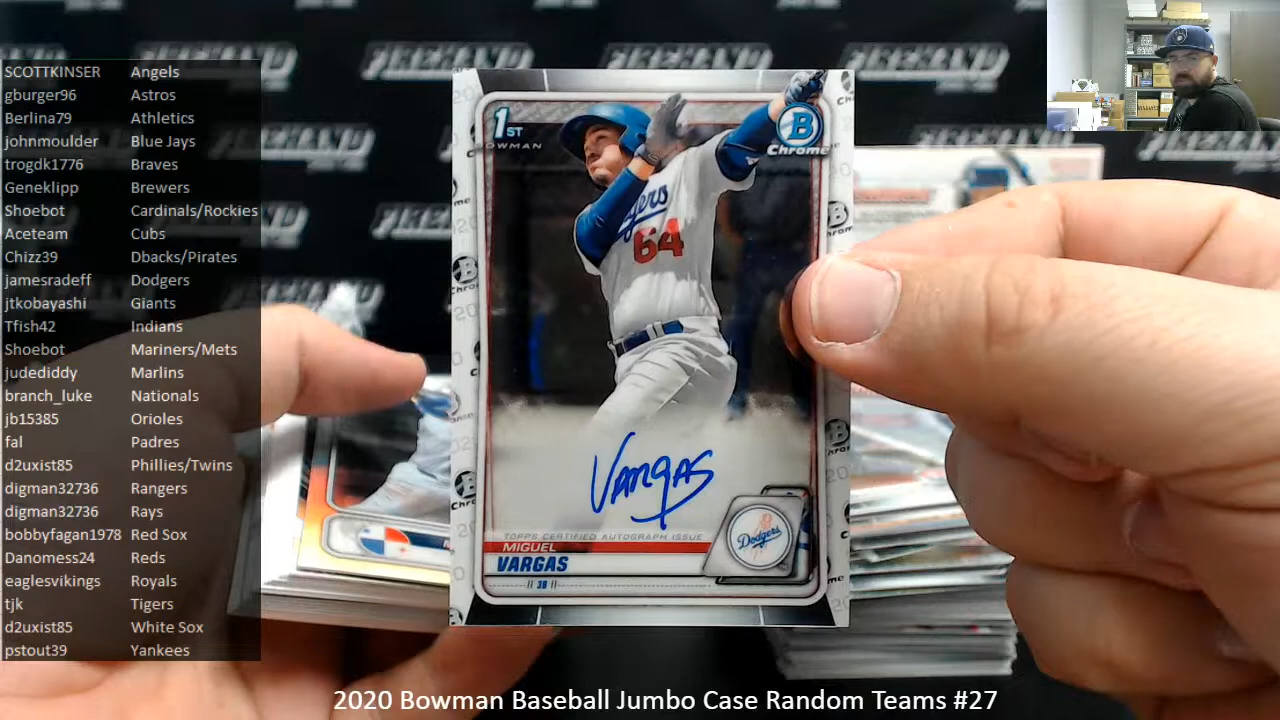 SCOTTKINSER Angels
gburger96 Astros
Berlina79 Athletics
johnmoulder Blue Jays
trogdk1776 Braves
Geneklipp Brewers
Shoebot Cardinals/Rockies
Aceteam Cubs
Chizz39 Dbacks/Pirates
jamesradeff Dodgers
jtkobayashi Giants
Tfish42 Indians
Shoebot Mariners/Mets
judediddy Marlins
branch_luke Nationals
jb15385 Orioles
fal Padres
d2uxist85 Phillies/Twins
digman32736 Rangers
digman32736 Rays
bobbyfagan1978 Red Sox
Danomess24 Reds
eaglesvikings Royals
tjk Tigers
d2uxist85 White Sox
pstout39 Yankees
1ST
OWMAN
B
Chrome
gers
64
VARGAS
TOPPS CERTIFIED AUTOGRAPH ISSUE
MIGUEL
VARGAS
3B
Dodgers
2020 Bowman Baseball Jumbo Case Random Teams #27